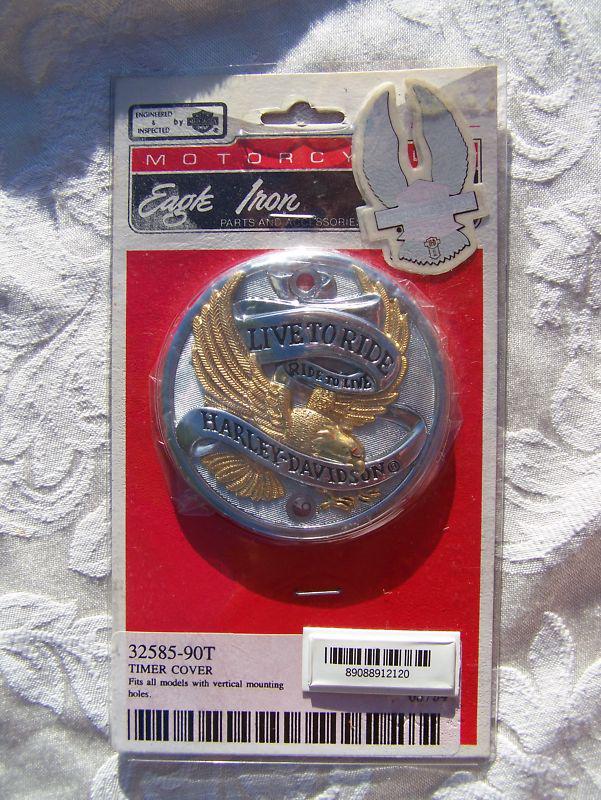 ENGINEERED
&
INSPECTED
by
MOTORCY
Eagle Iron
PARTS AND ACCESSORIES
LIVE TO RIDE
RIDE TO LIVE
HARLEY-DAVIDSON®
32585-90T
TIMER COVER
Fits all models with vertical mounting
holes.
89088912120